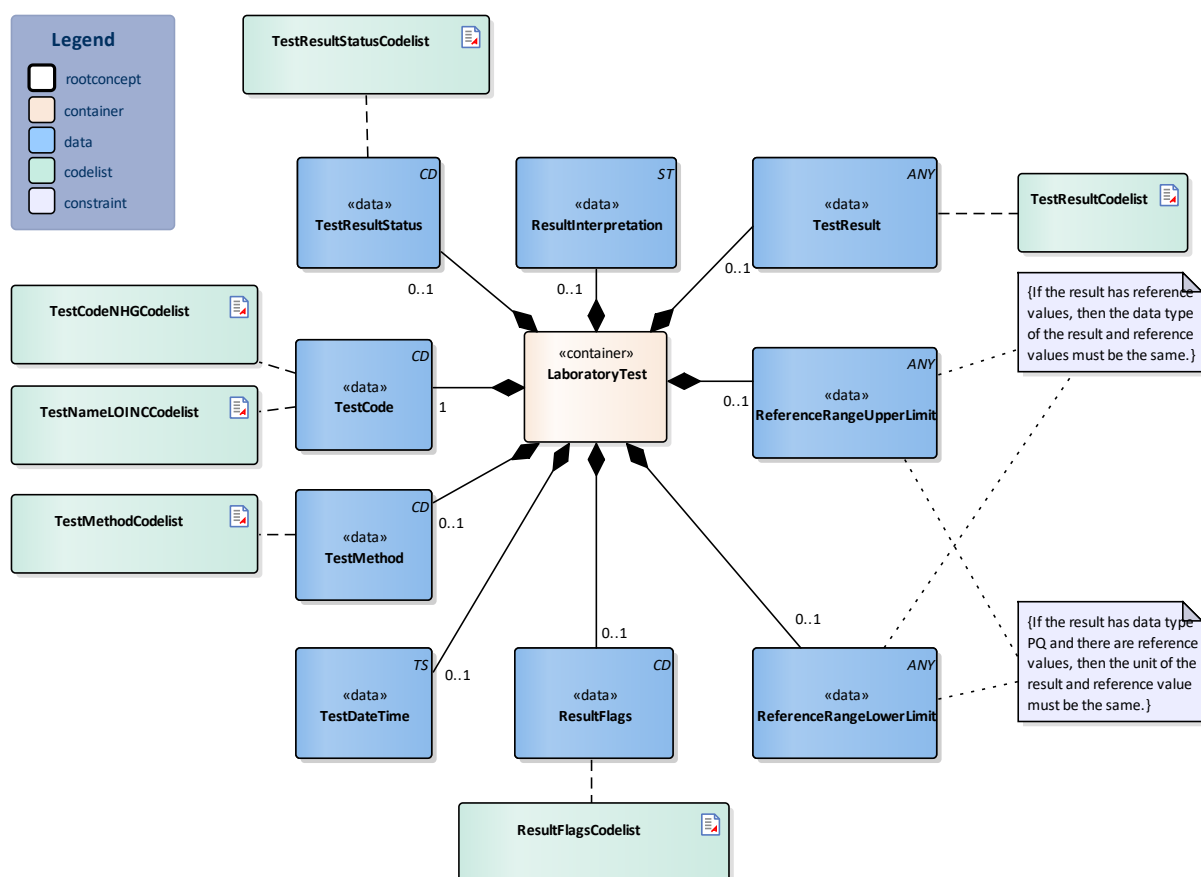 Legend
rootconcept
container
data
codelist
constraint
TestResultStatusCodelist
CD
«data»
TestResultStatus
0..1
ST
«data»
ResultInterpretation
0..1
ANY
«data»
TestResult
0..1
TestResultCodelist
TestCodeNHGCodelist
TestNameLOINCCodelist
CD
«data»
TestCode
1
«container»
LaboratoryTest
ANY
«data»
ReferenceRangeUpperLimit
0..1
{If the result has reference
values, then the data type
of the result and reference
values must be the same.}
TestMethodCodelist
CD
«data»
TestMethod
0..1
TS
«data»
TestDateTime
0..1
CD
«data»
ResultFlags
0..1
ANY
«data»
ReferenceRangeLowerLimit
0..1
{If the result has data type
PQ and there are reference
values, then the unit of the
result and reference value
must be the same.}
ResultFlagsCodelist